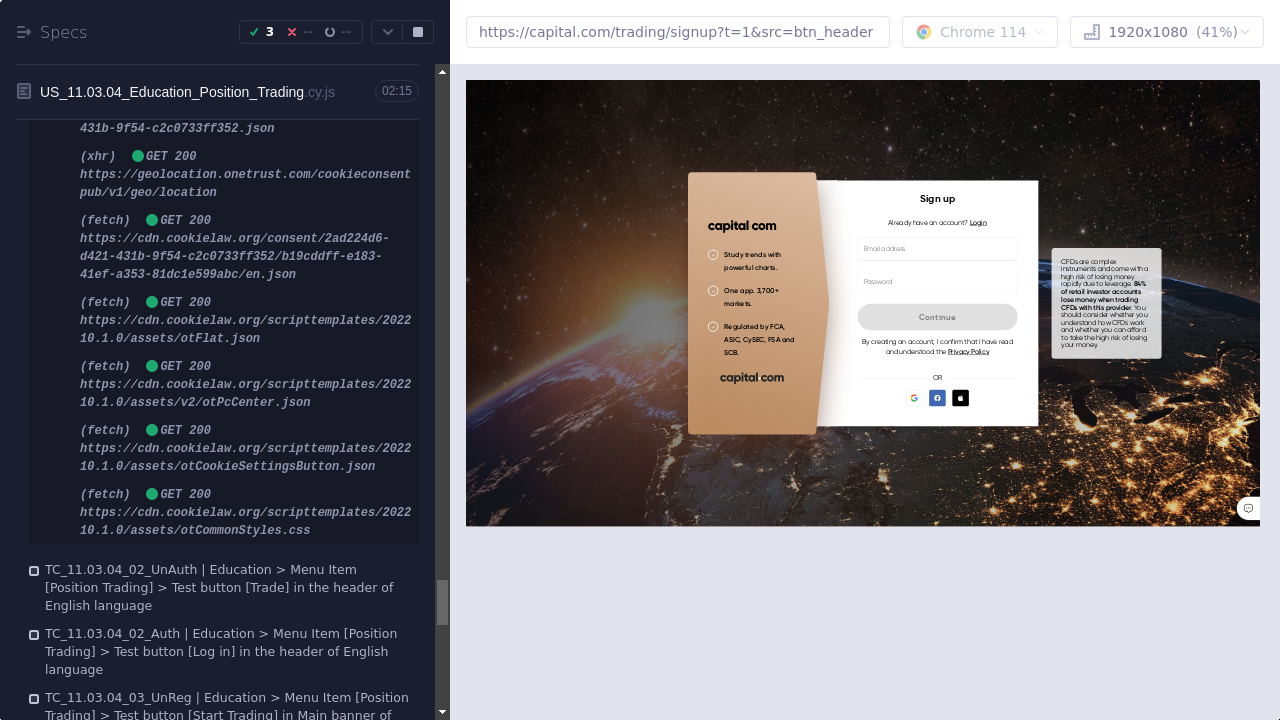 Specs
3
--
--
US_11.03.04_Education_Position_Trading.cy.js
02:15
431b-9f54-c2c0733ff352.json
(xhr) GET 200
https://geolocation.onetrust.com/cookieconsent
pub/v1/geo/location
(fetch) GET 200
https://cdn.cookielaw.org/consent/2ad224d6-
d421-431b-9f54-c2c0733ff352/b19cddff-e183-
41ef-a353-81dc1e599abc/en.json
(fetch) GET 200
https://cdn.cookielaw.org/scripttemplates/2022
10.1.0/assets/otFlat.json
(fetch) GET 200
https://cdn.cookielaw.org/scripttemplates/2022
10.1.0/assets/v2/otPcCenter.json
(fetch) GET 200
https://cdn.cookielaw.org/scripttemplates/2022
10.1.0/assets/otCookieSettingsButton.json
(fetch) GET 200
https://cdn.cookielaw.org/scripttemplates/2022
10.1.0/assets/otCommonStyles.css
TC_11.03.04_02_UnAuth | Education > Menu Item
[Position Trading] > Test button [Trade] in the header of
English language
TC_11.03.04_02_Auth | Education > Menu Item [Position
Trading] > Test button [Log in] in the header of English
language
TC_11.03.04_03_UnReg | Education > Menu Item [Position
Trading] > Test button [Start Trading] in Main banner of
https://capital.com/trading/signup?t=1&src=btn_header
Chrome 114
1920x1080 (41%)
capital com
Study trends with
powerful charts.
One app. 3,700+
markets.
Regulated by FCA,
ASIC, CySEC, FSA and
SCB.
capital com
Sign up
Already have an account? Login
Email address
Password
Continue
By creating an account, I confirm that I have read
and understood the Privacy Policy
OR
CFDs are complex
instruments and come with a
high risk of losing money
rapidly due to leverage. 84%
of retail investor accounts
lose money when trading
CFDs with this provider. You
should consider whether you
understand how CFDs work
and whether you can afford
to take the high risk of losing
your money.